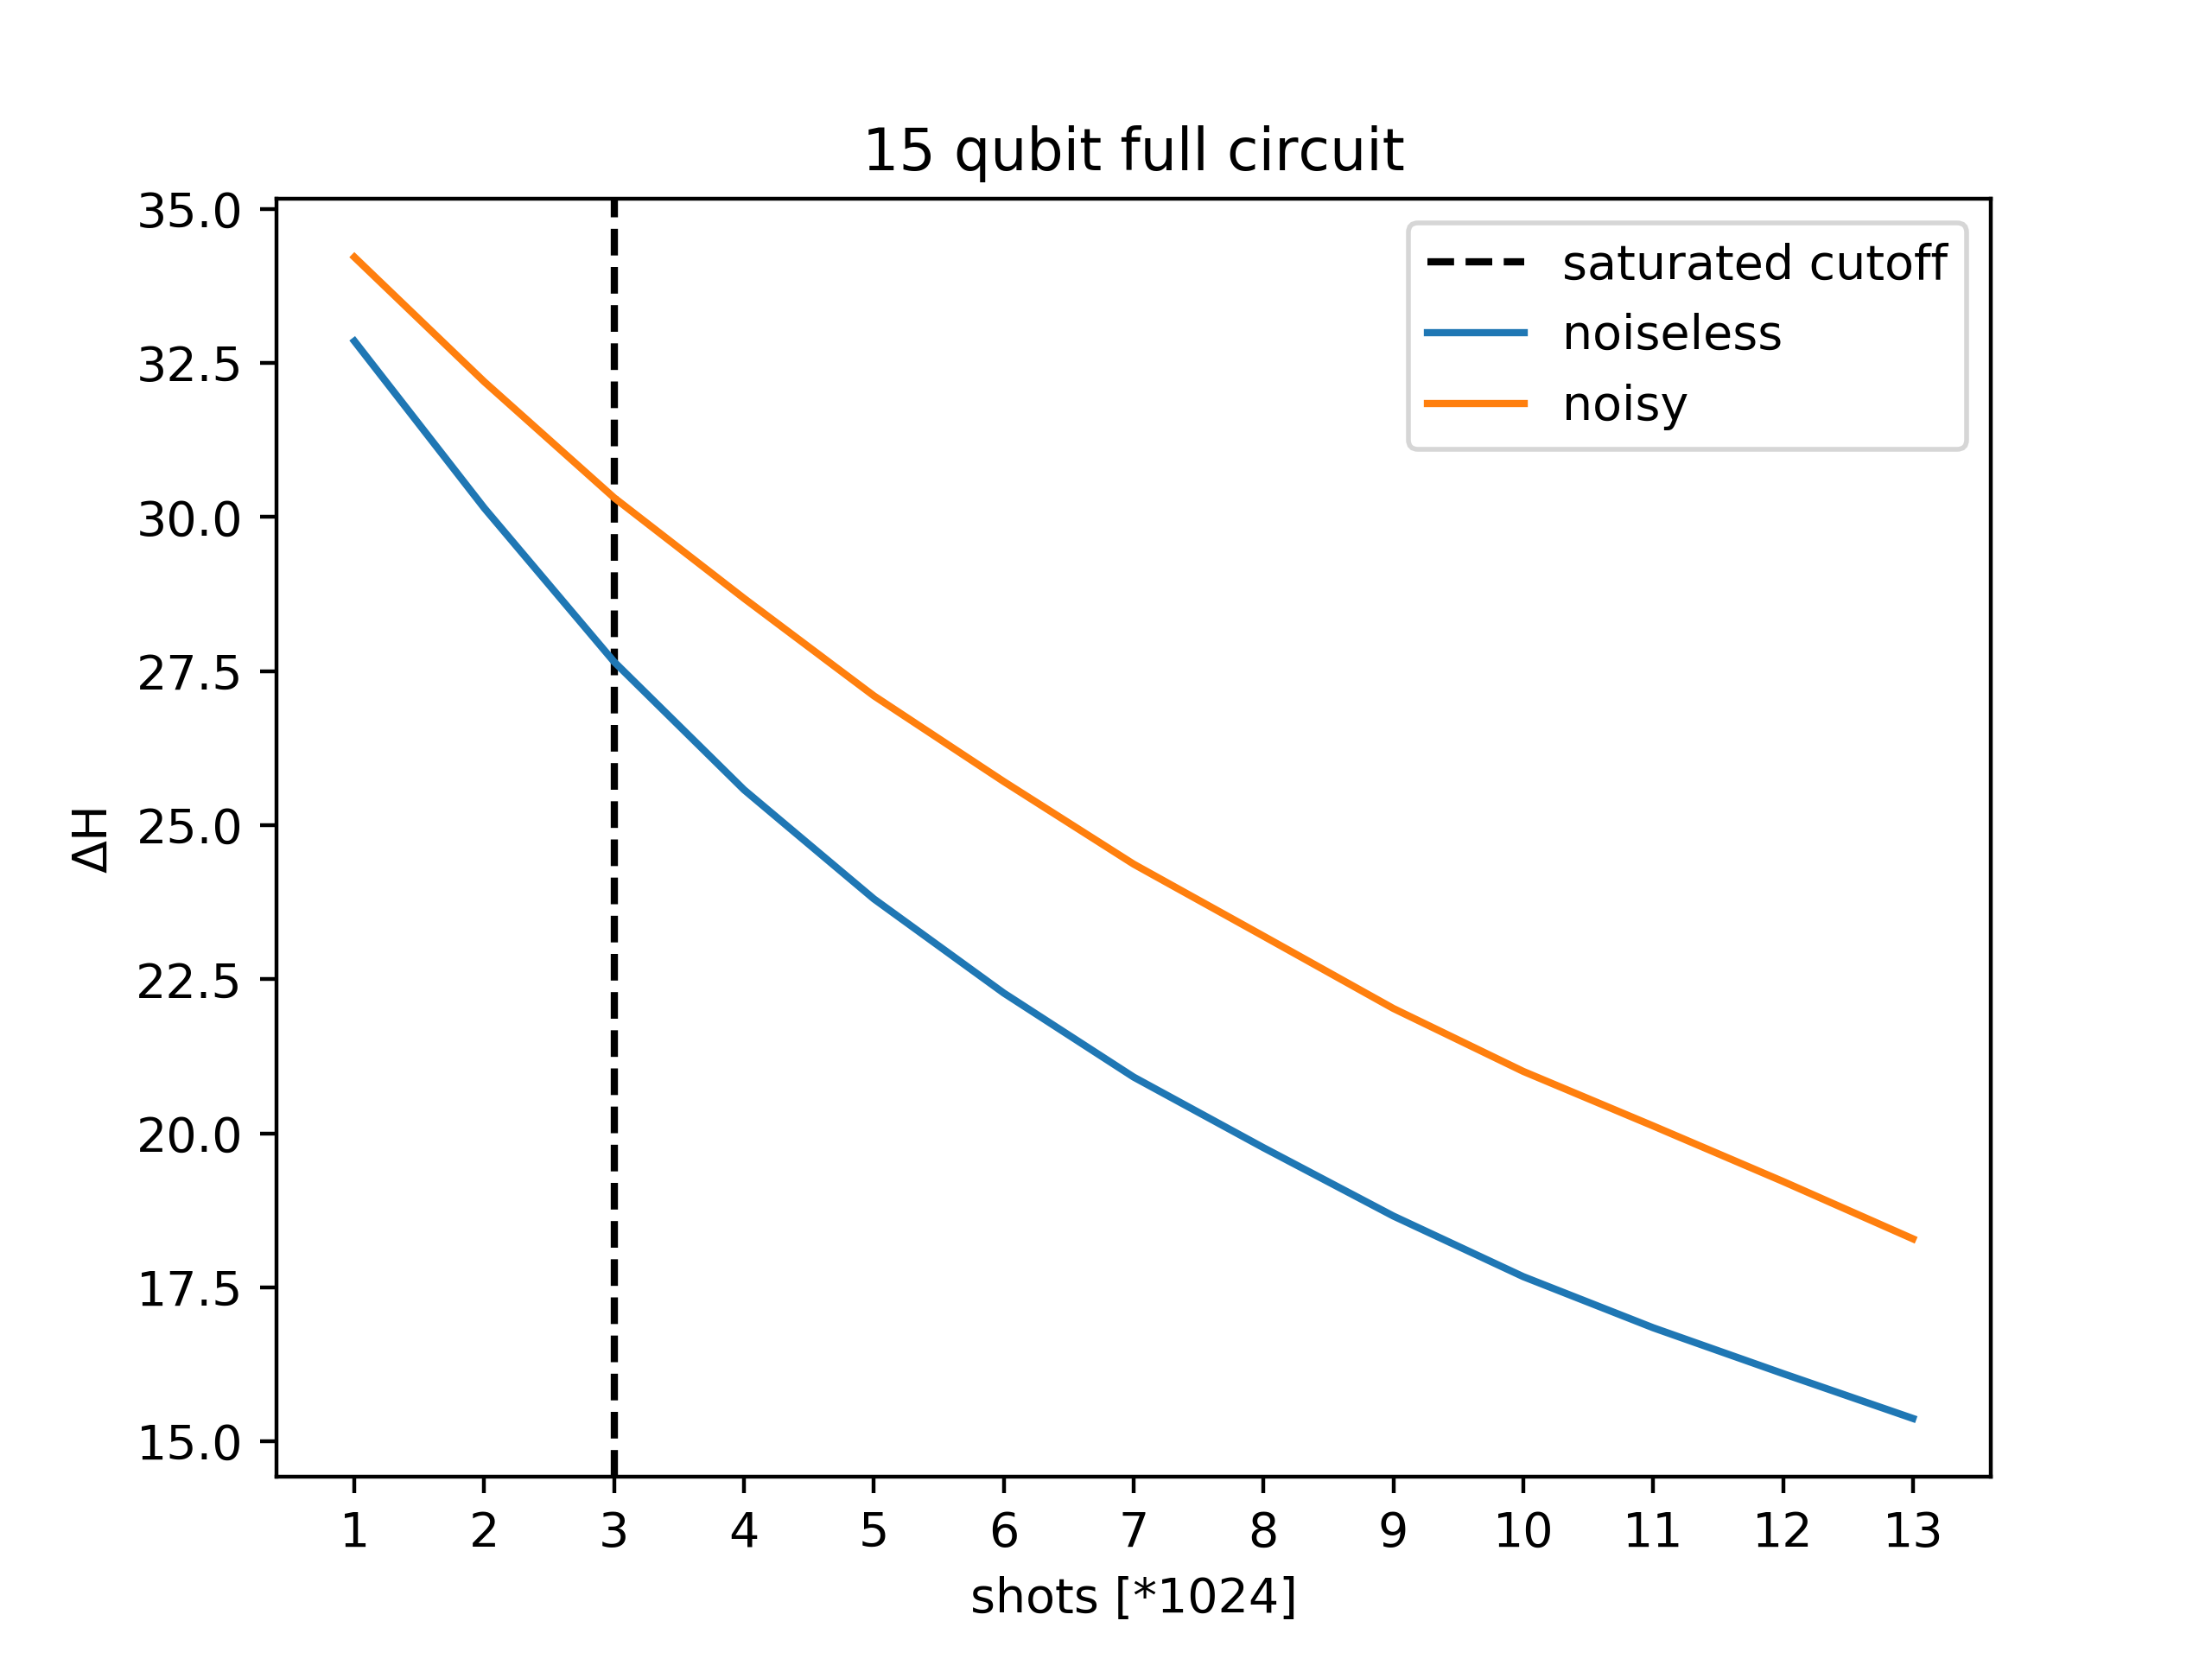 15 qubit full circuit
35.0
32.5
30.0
27.5
25.0
22.5
20.0
17.5
15.0
ΔH
saturated cutoff
noiseless
noisy
1 2 3 4 5 6 7 8 9 10 11 12 13
shots [*1024]